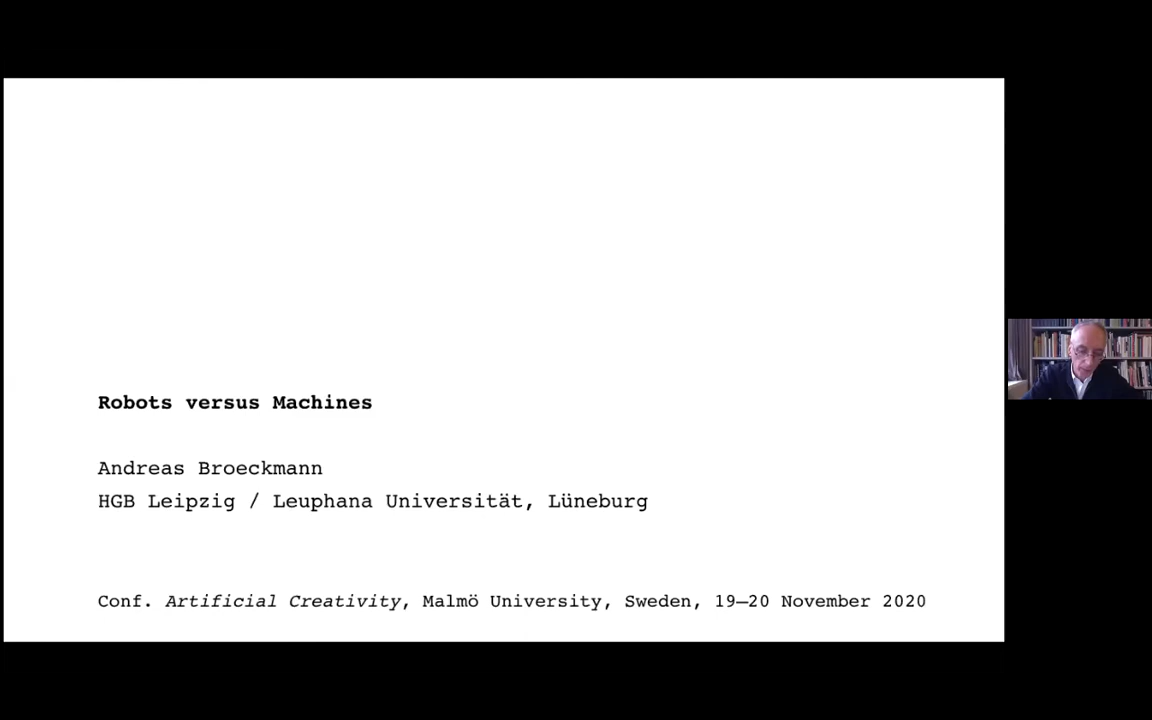 Robots versus Machines
Andreas Broeckmann
HGB Leipzig / Leuphana Universität, Lüneburg
Conf. Artificial Creativity, Malmö University, Sweden, 19–20 November 2020